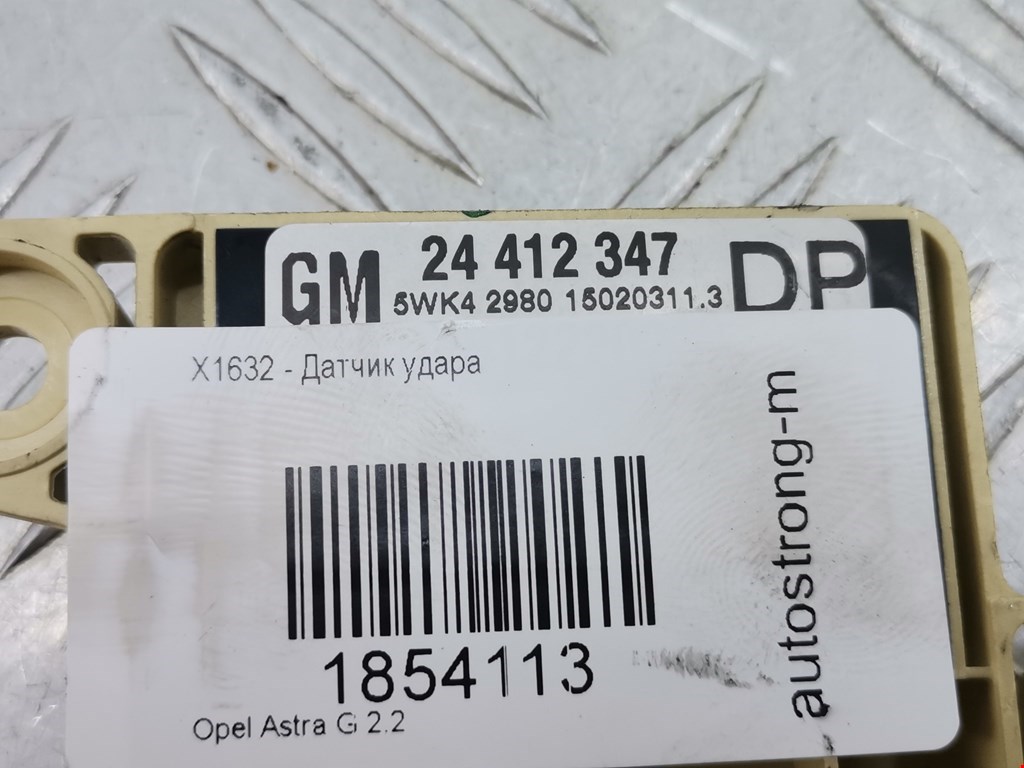 GM 24 412 347 DP
5WK4 2980 15020311.3
X1632 - Датчик удара
1854113
Opel Astra G 2.2
autostrong-m